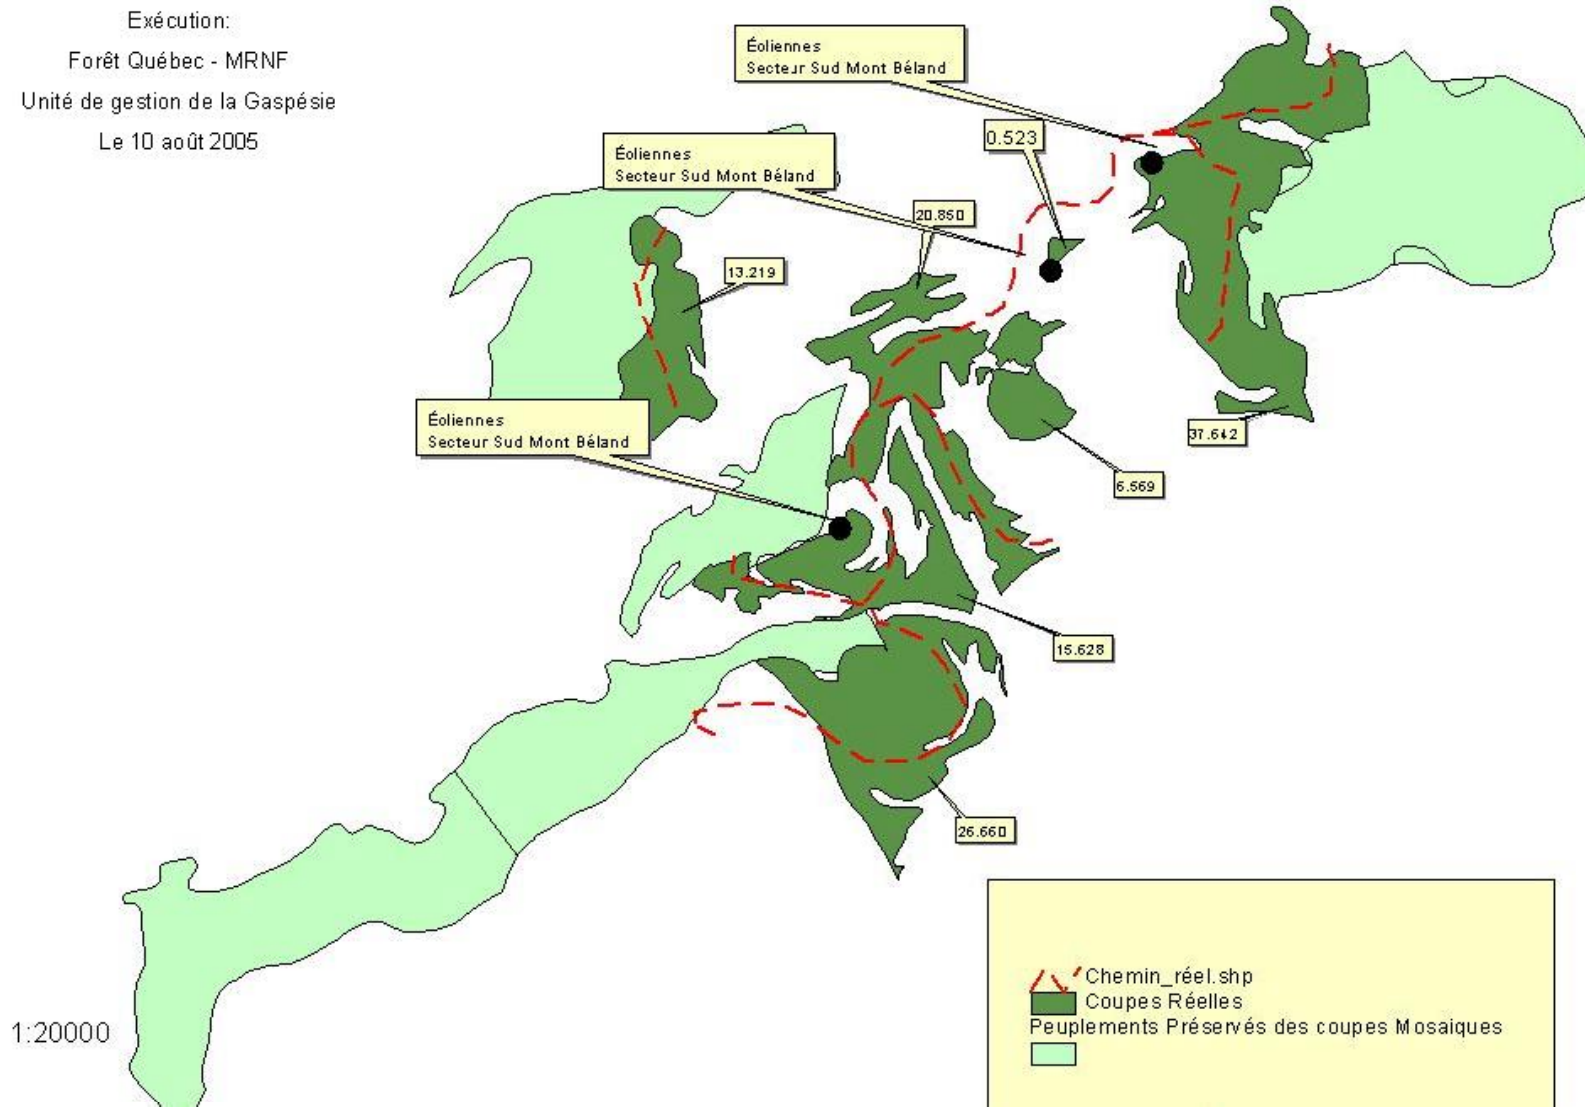 Exécution:
Forêt Québec - MRNF
Unité de gestion de la Gaspésie
Le 10 août 2005
Éoliennes
Secteur Sud Mont Béland
0.523
Éoliennes
Secteur Sud Mont Béland
20.850
13.219
Éoliennes
Secteur Sud Mont Béland
37.642
6.569
15.628
26.660
Chemin_réel.shp
Coupes Réelles
Peuplements Préservés des coupes Mosaiques
1:20000